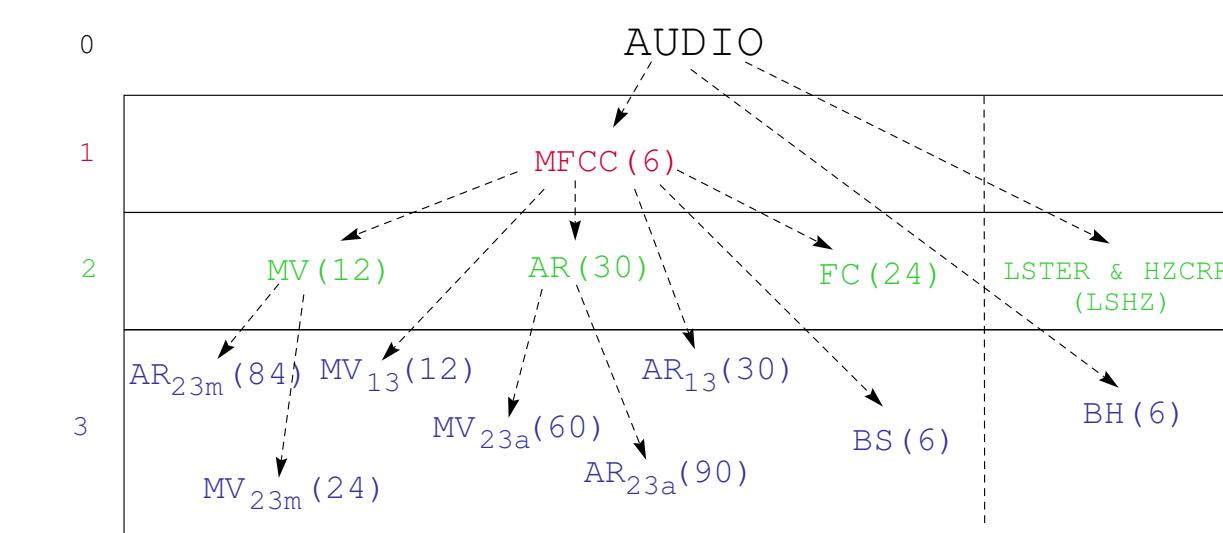 0 AUDIO
1 MFCC(6)
2 MV(12) AR(30) FC(24) LSTER & HZCRR
(LSHZ)
AR23m(84) MV13(12) AR13(30)
3 MV23a(60) BS(6) BH(6)
AR23a(90)
MV23m(24)